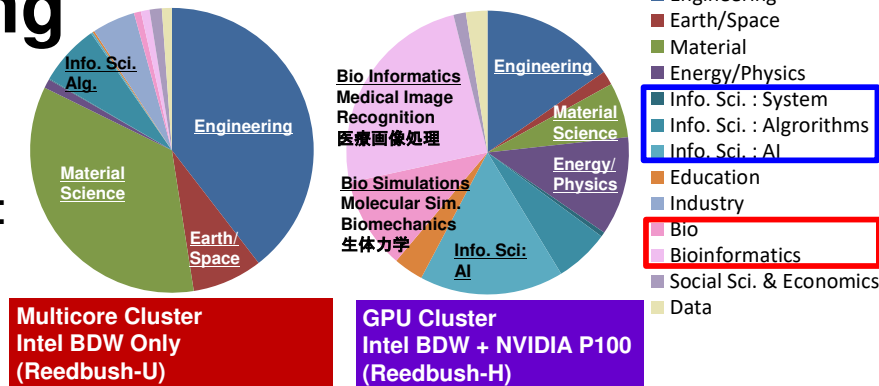 ng
:
Info. Sci.
Alg.
Engineering
Material
Science
Earth/
Space
Multicore Cluster
Intel BDW Only
(Reedbush-U)
Bio Informatics
Medical Image
Recognition
医療画像処理
Bio Simulations
Molecular Sim.
Biomechanics
生体力学
Engineering
Material
Science
Energy/
Physics
Info. Sci:
AI
GPU Cluster
Intel BDW + NVIDIA P100
(Reedbush-H)
Engineering
Earth/Space
Material
Energy/Physics
Info. Sci. : System
Info. Sci. : Algrorithms
Info. Sci. : AI
Education
Industry
Bio
Bioinformatics
Social Sci. & Economics
Data